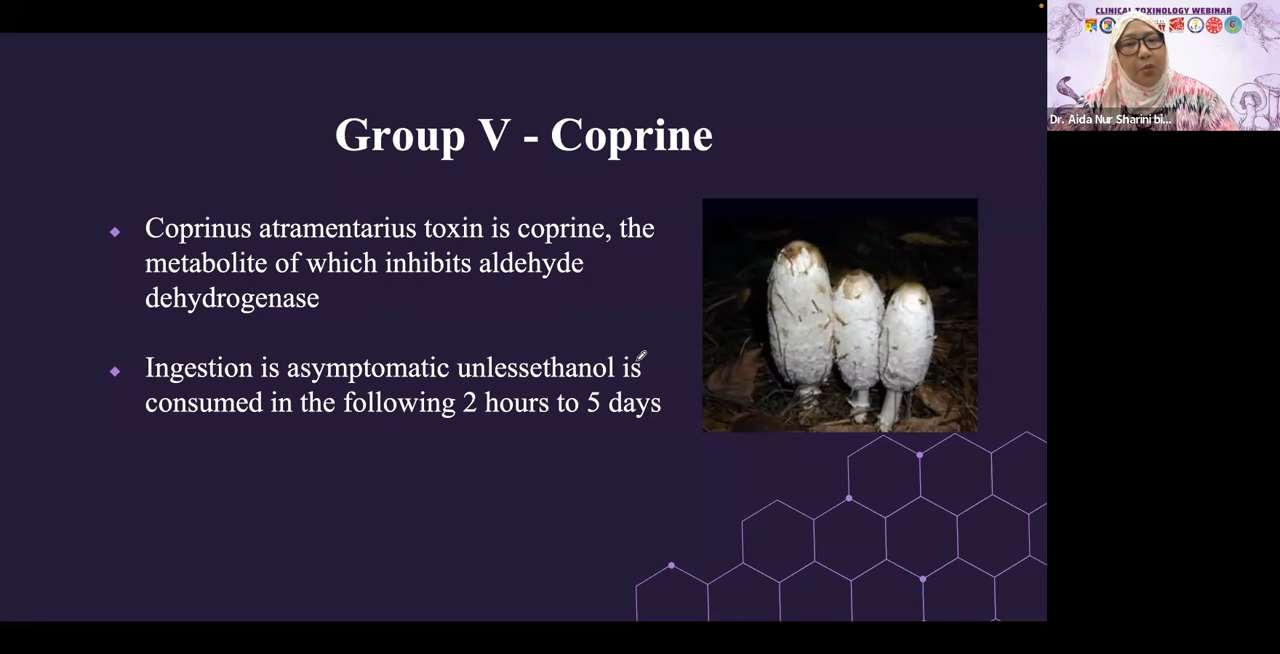 CLINICAL TOXINOLOGY WEBINAR
Dr. Aida Nur Sharini bi...
Group V - Coprine
Coprinus atramentarius toxin is coprine, the
metabolite of which inhibits aldehyde
dehydrogenase
Ingestion is asymptomatic unlessethanol is
consumed in the following 2 hours to 5 days